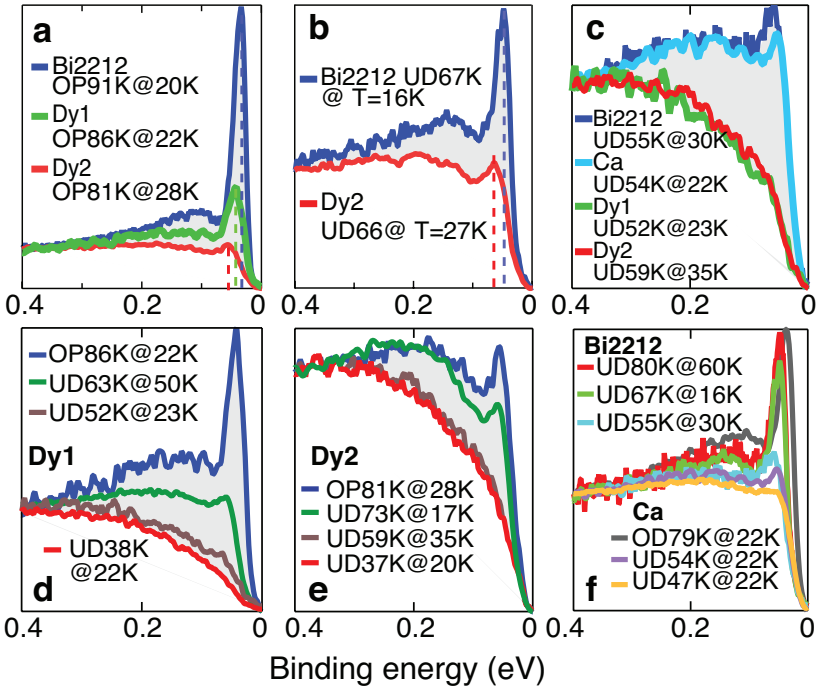 a
Bi2212
OP91K@20K
Dy1
OP86K@22K
Dy2
OP81K@28K
0.4
0.2
0
b
Bi2212 UD67K
@ T=16K
Dy2
UD66@ T=27K
0.4
0.2
0
c
Bi2212
UD55K@30K
Ca
UD54K@22K
Dy1
UD52K@23K
Dy2
UD59K@35K
0.4
0.2
0
OP86K@22K
UD63K@50K
UD52K@23K
Dy1
UD38K
@22K
d
0.4
0.2
0
Dy2
OP81K@28K
UD73K@17K
UD59K@35K
UD37K@20K
e
0.4
0.2
0
Bi2212
UD80K@60K
UD67K@16K
UD55K@30K
Ca
OD79K@22K
UD54K@22K
UD47K@22K
f
0.4
0.2
0
Binding energy (eV)